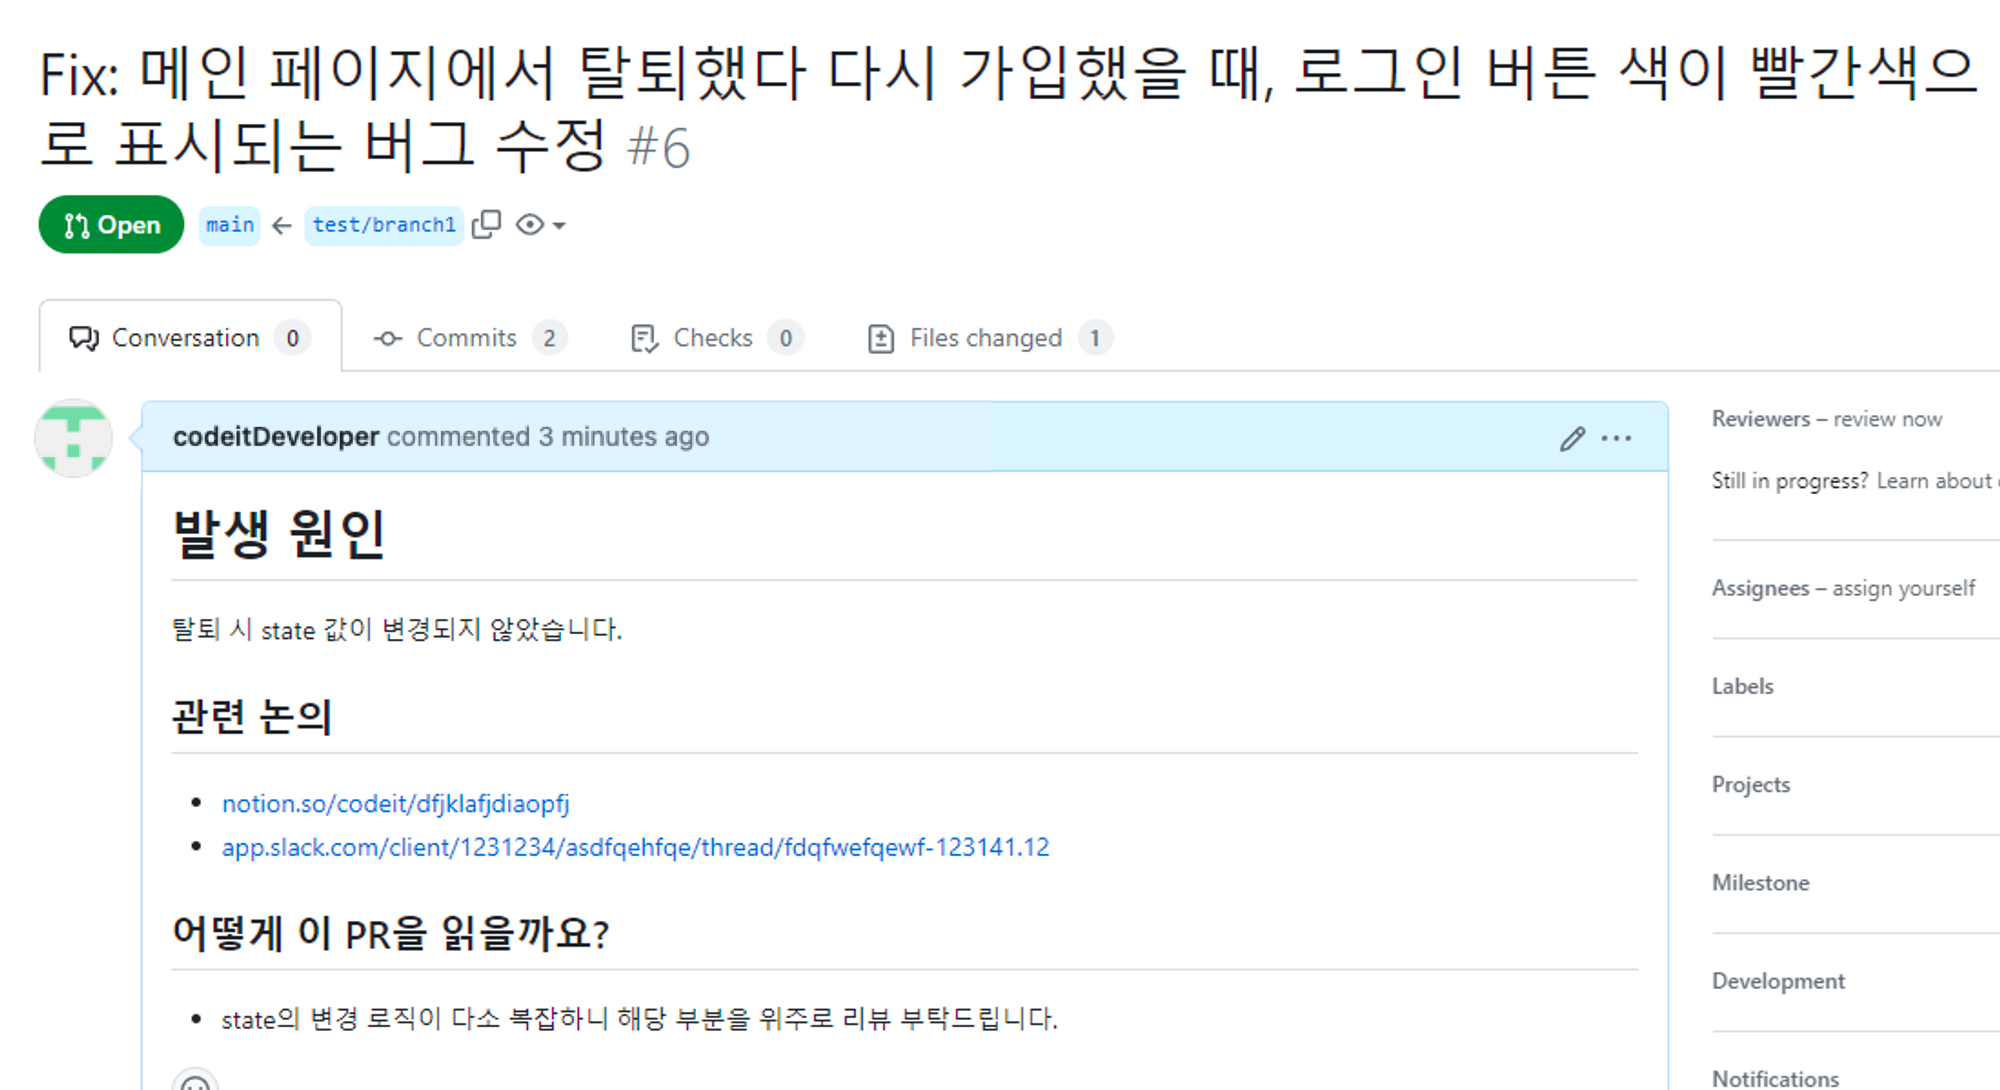 Fix: 메인 페이지에서 탈퇴했다 다시 가입했을 때, 로그인 버튼 색이 빨간색으
로 표시되는 버그 수정 #6
Open main ← test/branch1
Conversation 0 Commits 2 Checks 0 Files changed 1
codeitDeveloper commented 3 minutes ago
발생 원인
탈퇴 시 state 값이 변경되지 않았습니다.
관련 논의
• notion.so/codeit/dfjklafjdiaopfj
• app.slack.com/client/1231234/asdfqehfqe/thread/fdqfwefqewf-123141.12
어떻게 이 PR을 읽을까요?
• state의 변경 로직이 다소 복잡하니 해당 부분을 위주로 리뷰 부탁드립니다.
Reviewers – review now
Still in progress? Learn about
Assignees – assign yourself
Labels
Projects
Milestone
Development
Notifications